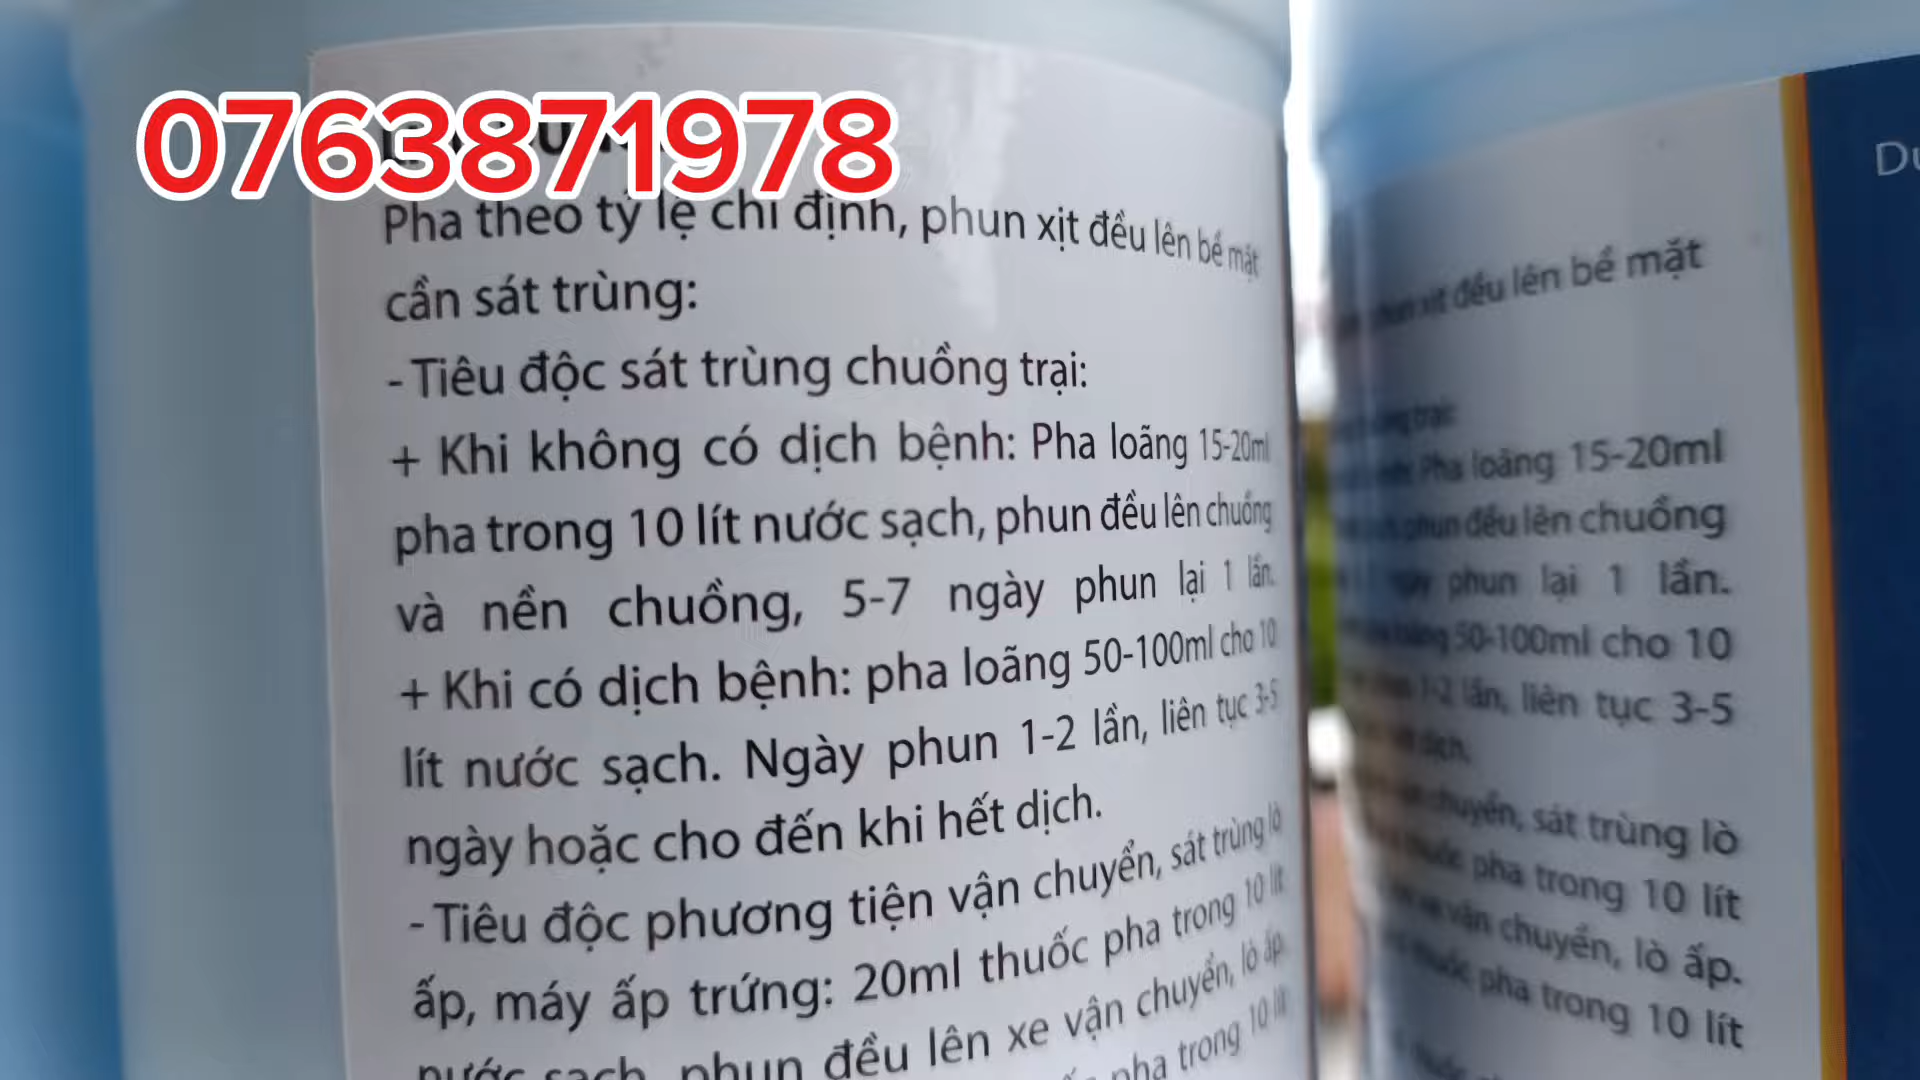 0763871978
Pha theo tỷ lệ chỉ định, phun xịt đều lên bề mặt
cần sát trùng:
- Tiêu độc sát trùng chuồng trại:
+ Khi không có dịch bệnh: Pha loãng 15-20ml
pha trong 10 lít nước sạch, phun đều lên chuồng
và nền chuồng, 5-7 ngày phun lại 1 lần.
+ Khi có dịch bệnh: pha loãng 50-100ml cho 10
lít nước sạch. Ngày phun 1-2 lần, liên tục 3-5
ngày hoặc cho đến khi hết dịch.
- Tiêu độc phương tiện vận chuyển, sát trùng lò
ấp, máy ấp trứng: 20ml thuốc pha trong 10 lít
nước sạch, phun đều lên xe vận chuyển, lò ấp.
pha trong 10 lít
xịt đều lên bề mặt
Pha loãng 15-20ml
phun đều lên chuồng
phun lại 1 lần.
50-100ml cho 10
1-2 lần, liên tục 3-5
chuyển, sát trùng lò
pha trong 10 lít
vận chuyển, lò ấp.
thuốc pha trong 10 lít